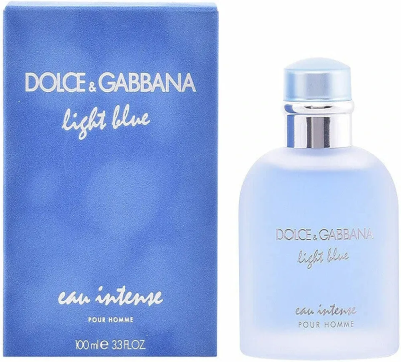 DOLCE & GABBANA
light blue
eau intense
POUR HOMME
100 ml e 3.3 FL.OZ.
DOLCE & GABBANA
light blue
eau intense
POUR HOMME